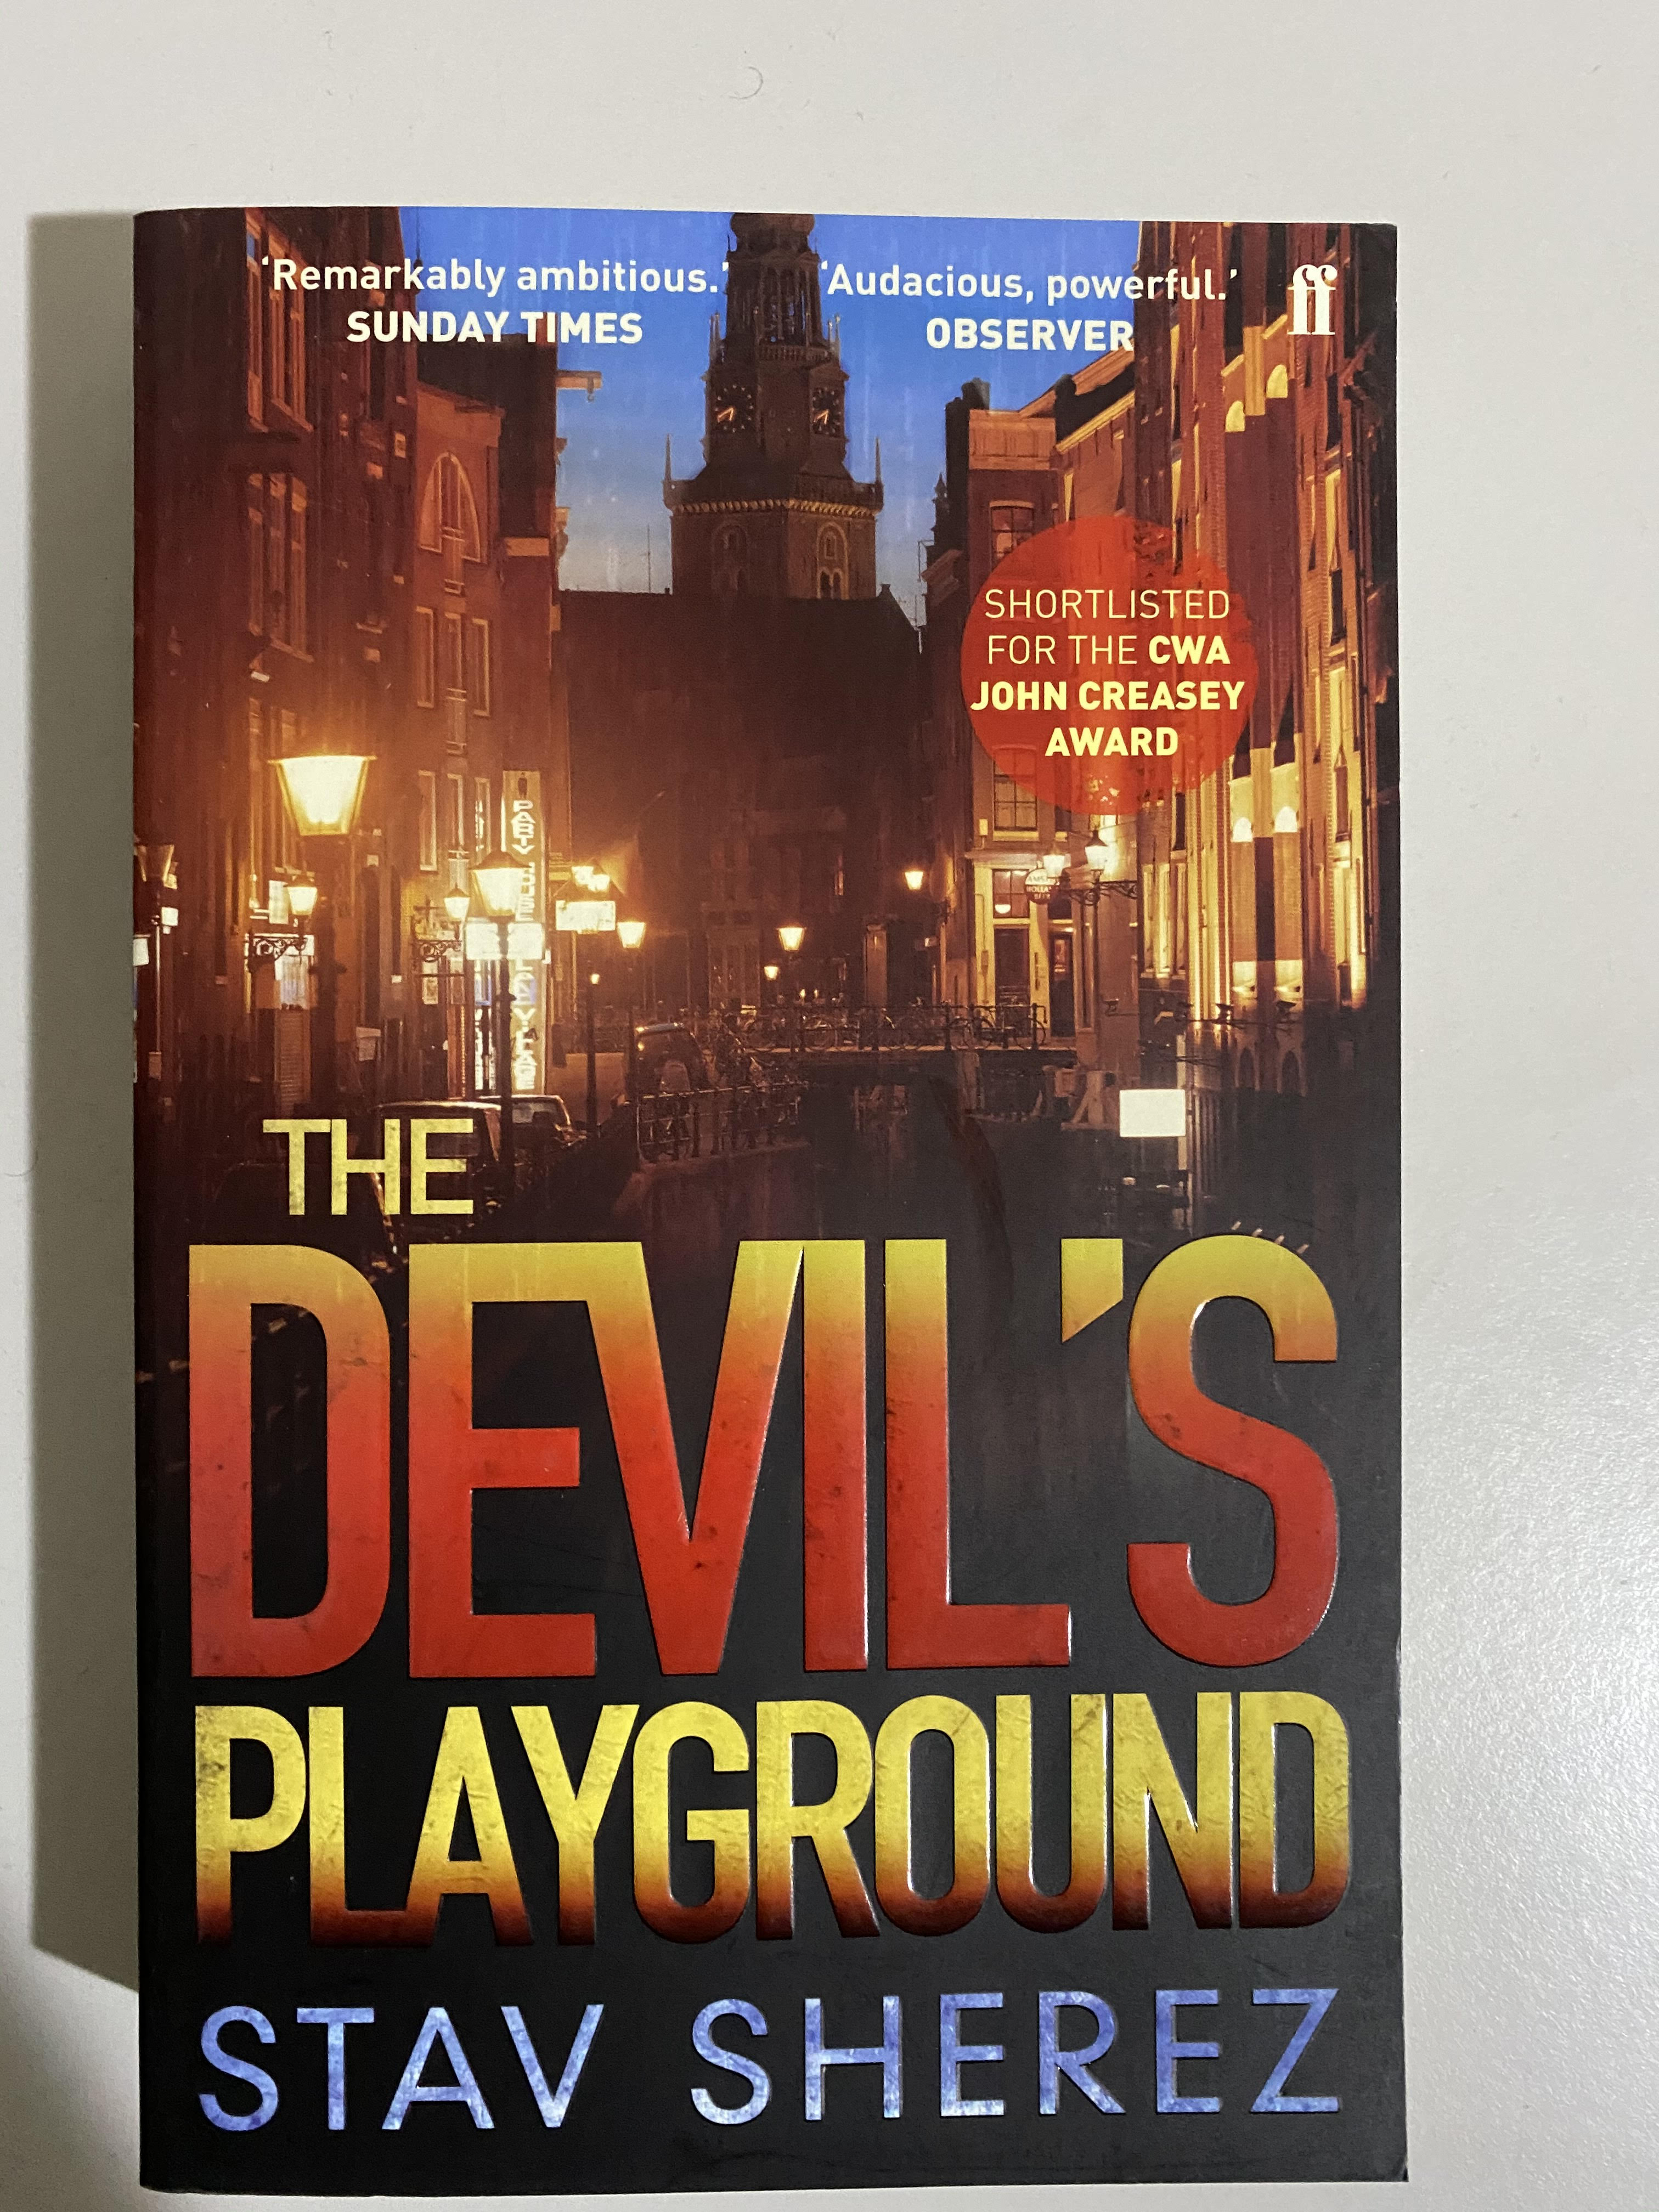 ‘Remarkably ambitious.’
SUNDAY TIMES
‘Audacious, powerful.’
OBSERVER
ff
SHORTLISTED
FOR THE CWA
JOHN CREASEY
AWARD
PARTY
THE
DEVIL’S
PLAYGROUND
STAV SHEREZ